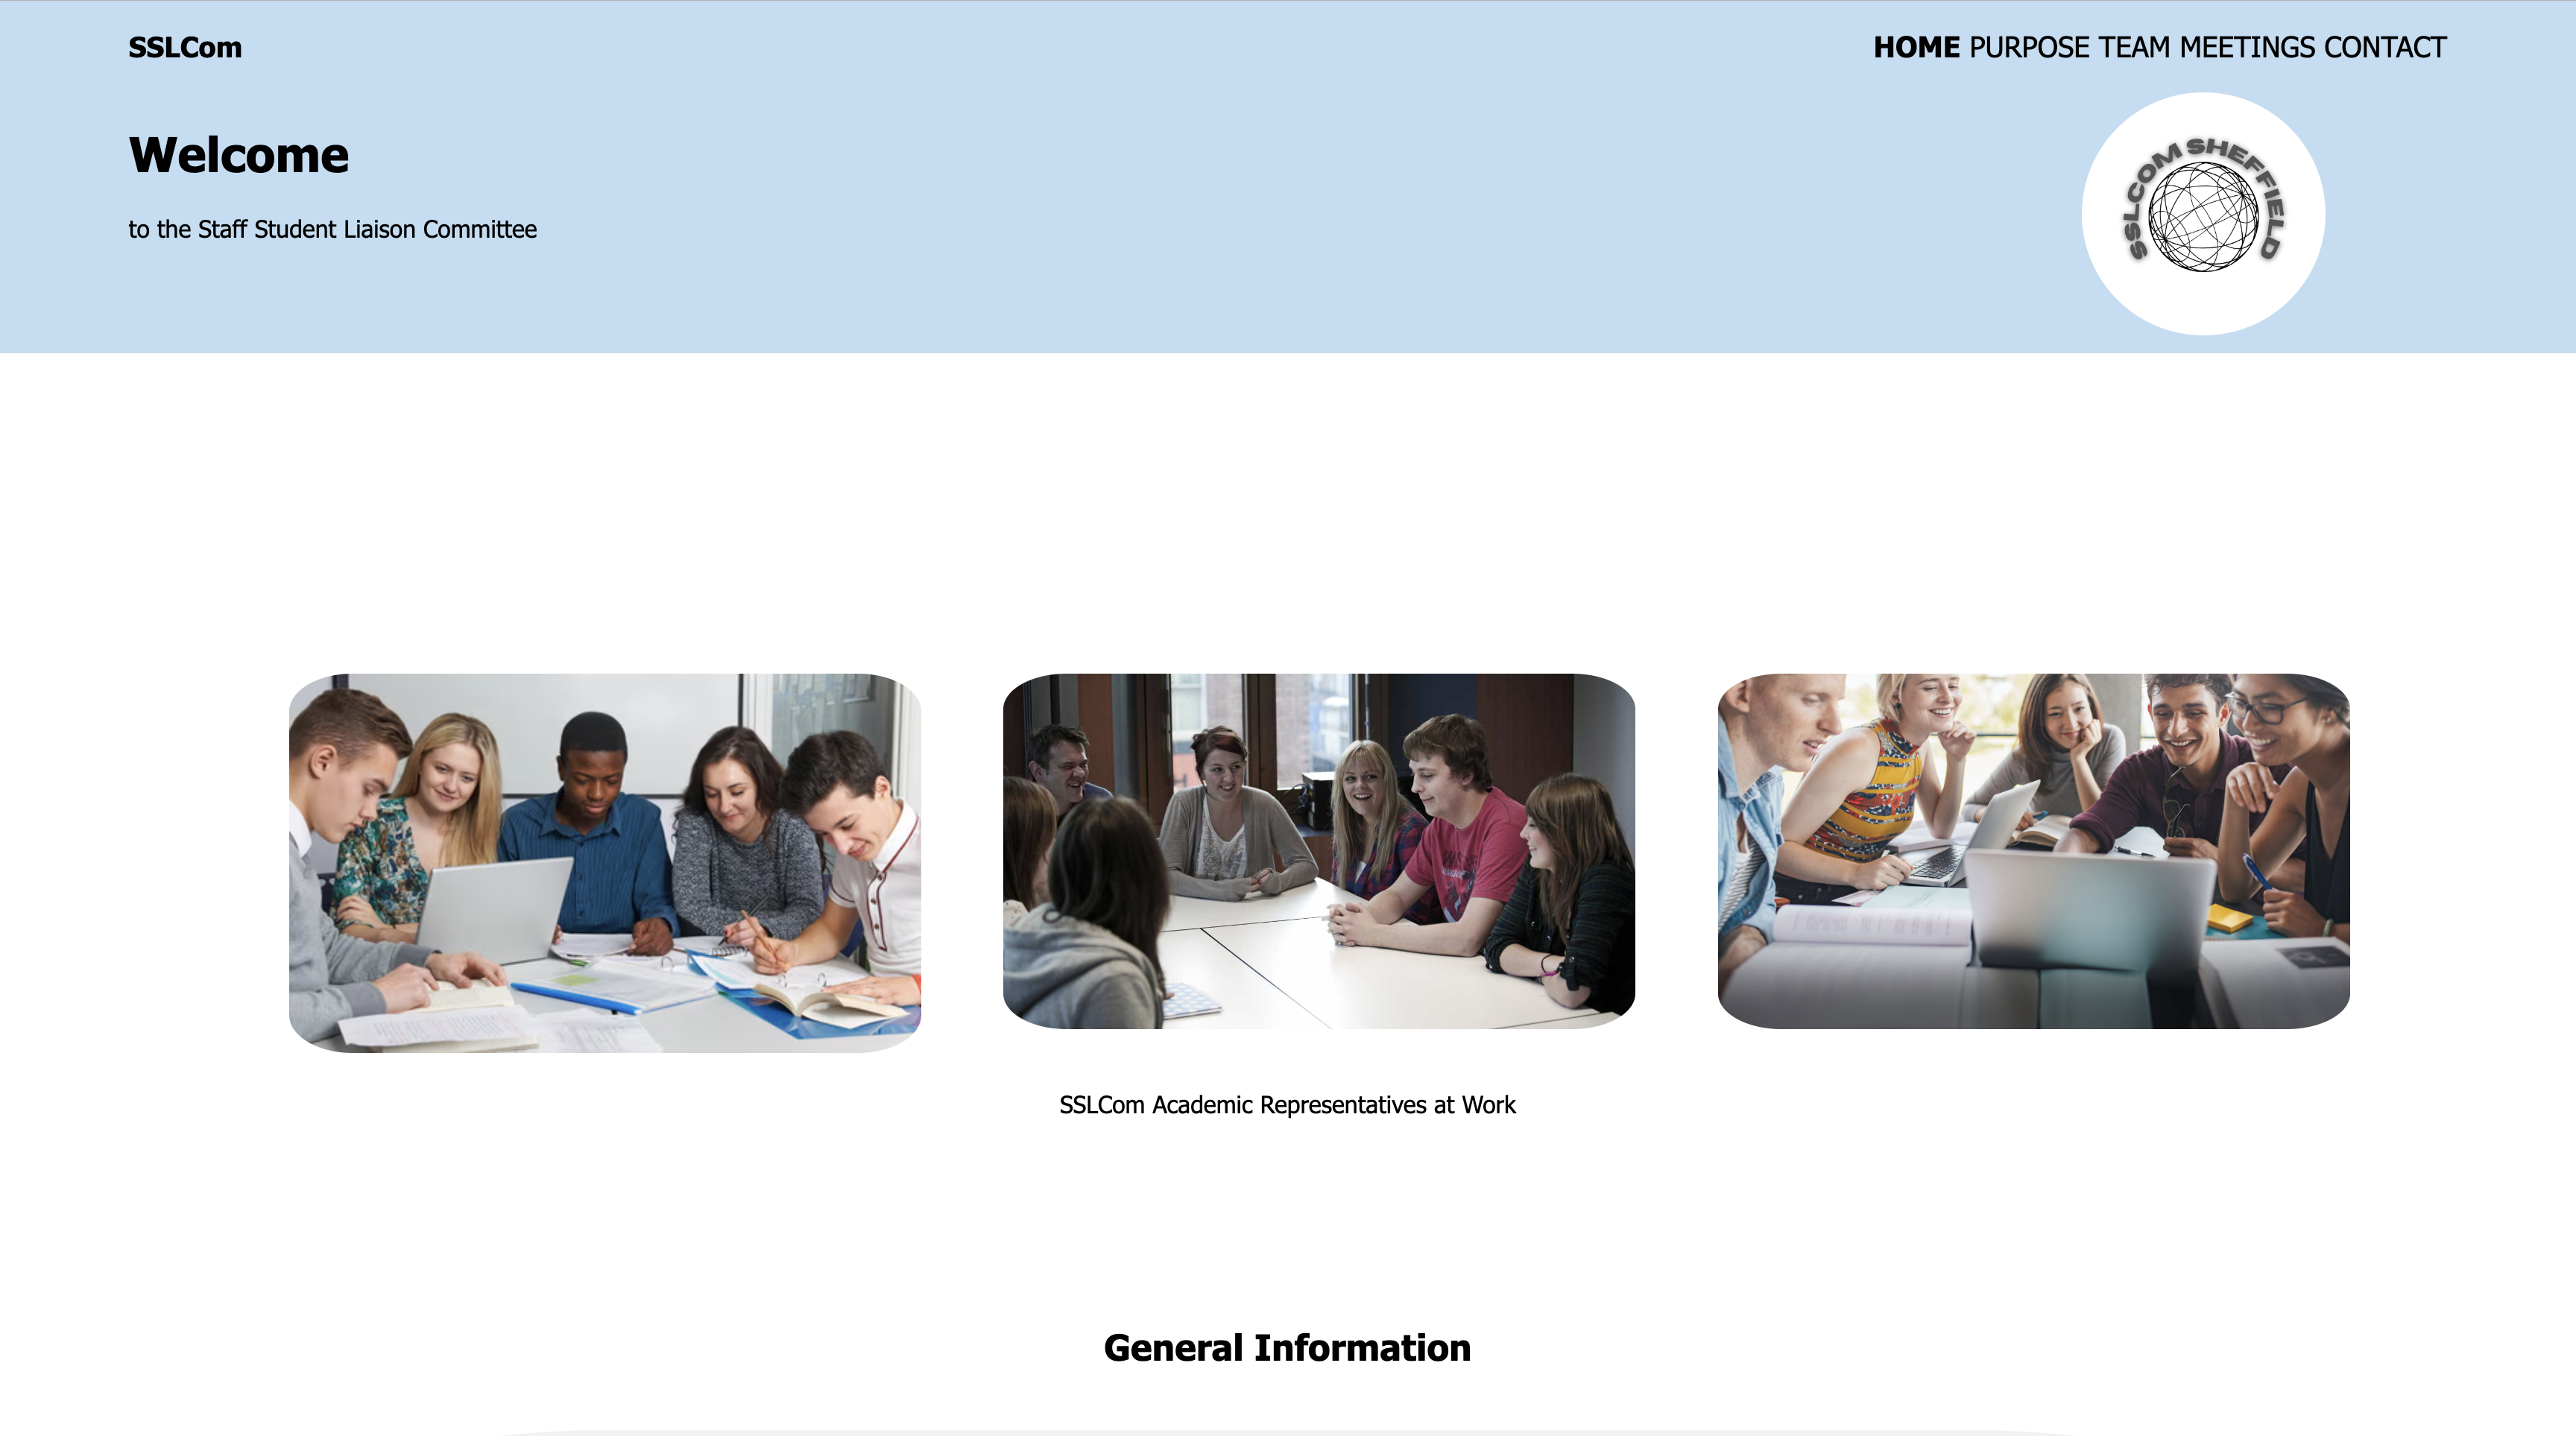 SSLCom
HOME PURPOSE TEAM MEETINGS CONTACT
Welcome
to the Staff Student Liaison Committee
SSLCOM SHEFFIELD
SSLCom Academic Representatives at Work
General Information